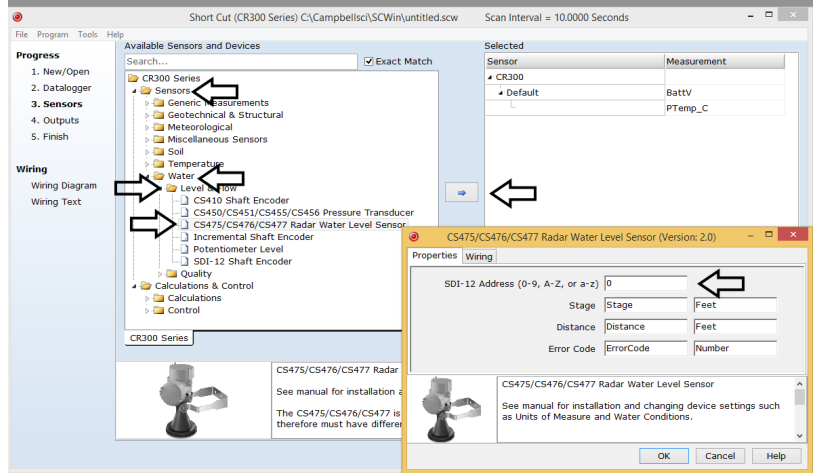 Short Cut (CR300 Series) C:\Campbellsci\SCWin\untitled.scw Scan Interval = 10.0000 Seconds
File Program Tools Help
Progress
1. New/Open
2. Datalogger
3. Sensors
4. Outputs
5. Finish
Wiring
Wiring Diagram
Wiring Text
Available Sensors and Devices
Search...
Exact Match
CR300 Series
Sensors
Generic Measurements
Geotechnical & Structural
Meteorological
Miscellaneous Sensors
Soil
Temperature
Water
Level & Flow
CS410 Shaft Encoder
CS450/CS451/CS455/CS456 Pressure Transducer
CS475/CS476/CS477 Radar Water Level Sensor
Incremental Shaft Encoder
Potentiometer Level
SDI-12 Shaft Encoder
Quality
Calculations & Control
Calculations
Control
CR300 Series
Selected
Sensor Measurement
CR300
Default BattV
PTemp_C
CS475/CS476/CS477 Radar
See manual for installation a
The CS475/CS476/CS477 is
therefore must have differe
CS475/CS476/CS477 Radar Water Level Sensor (Version: 2.0)
Properties Wiring
SDI-12 Address (0-9, A-Z, or a-z) 0
Stage Stage Feet
Distance Distance Feet
Error Code ErrorCode Number
CS475/CS476/CS477 Radar Water Level Sensor
See manual for installation and changing device settings such
as Units of Measure and Water Conditions.
OK Cancel Help